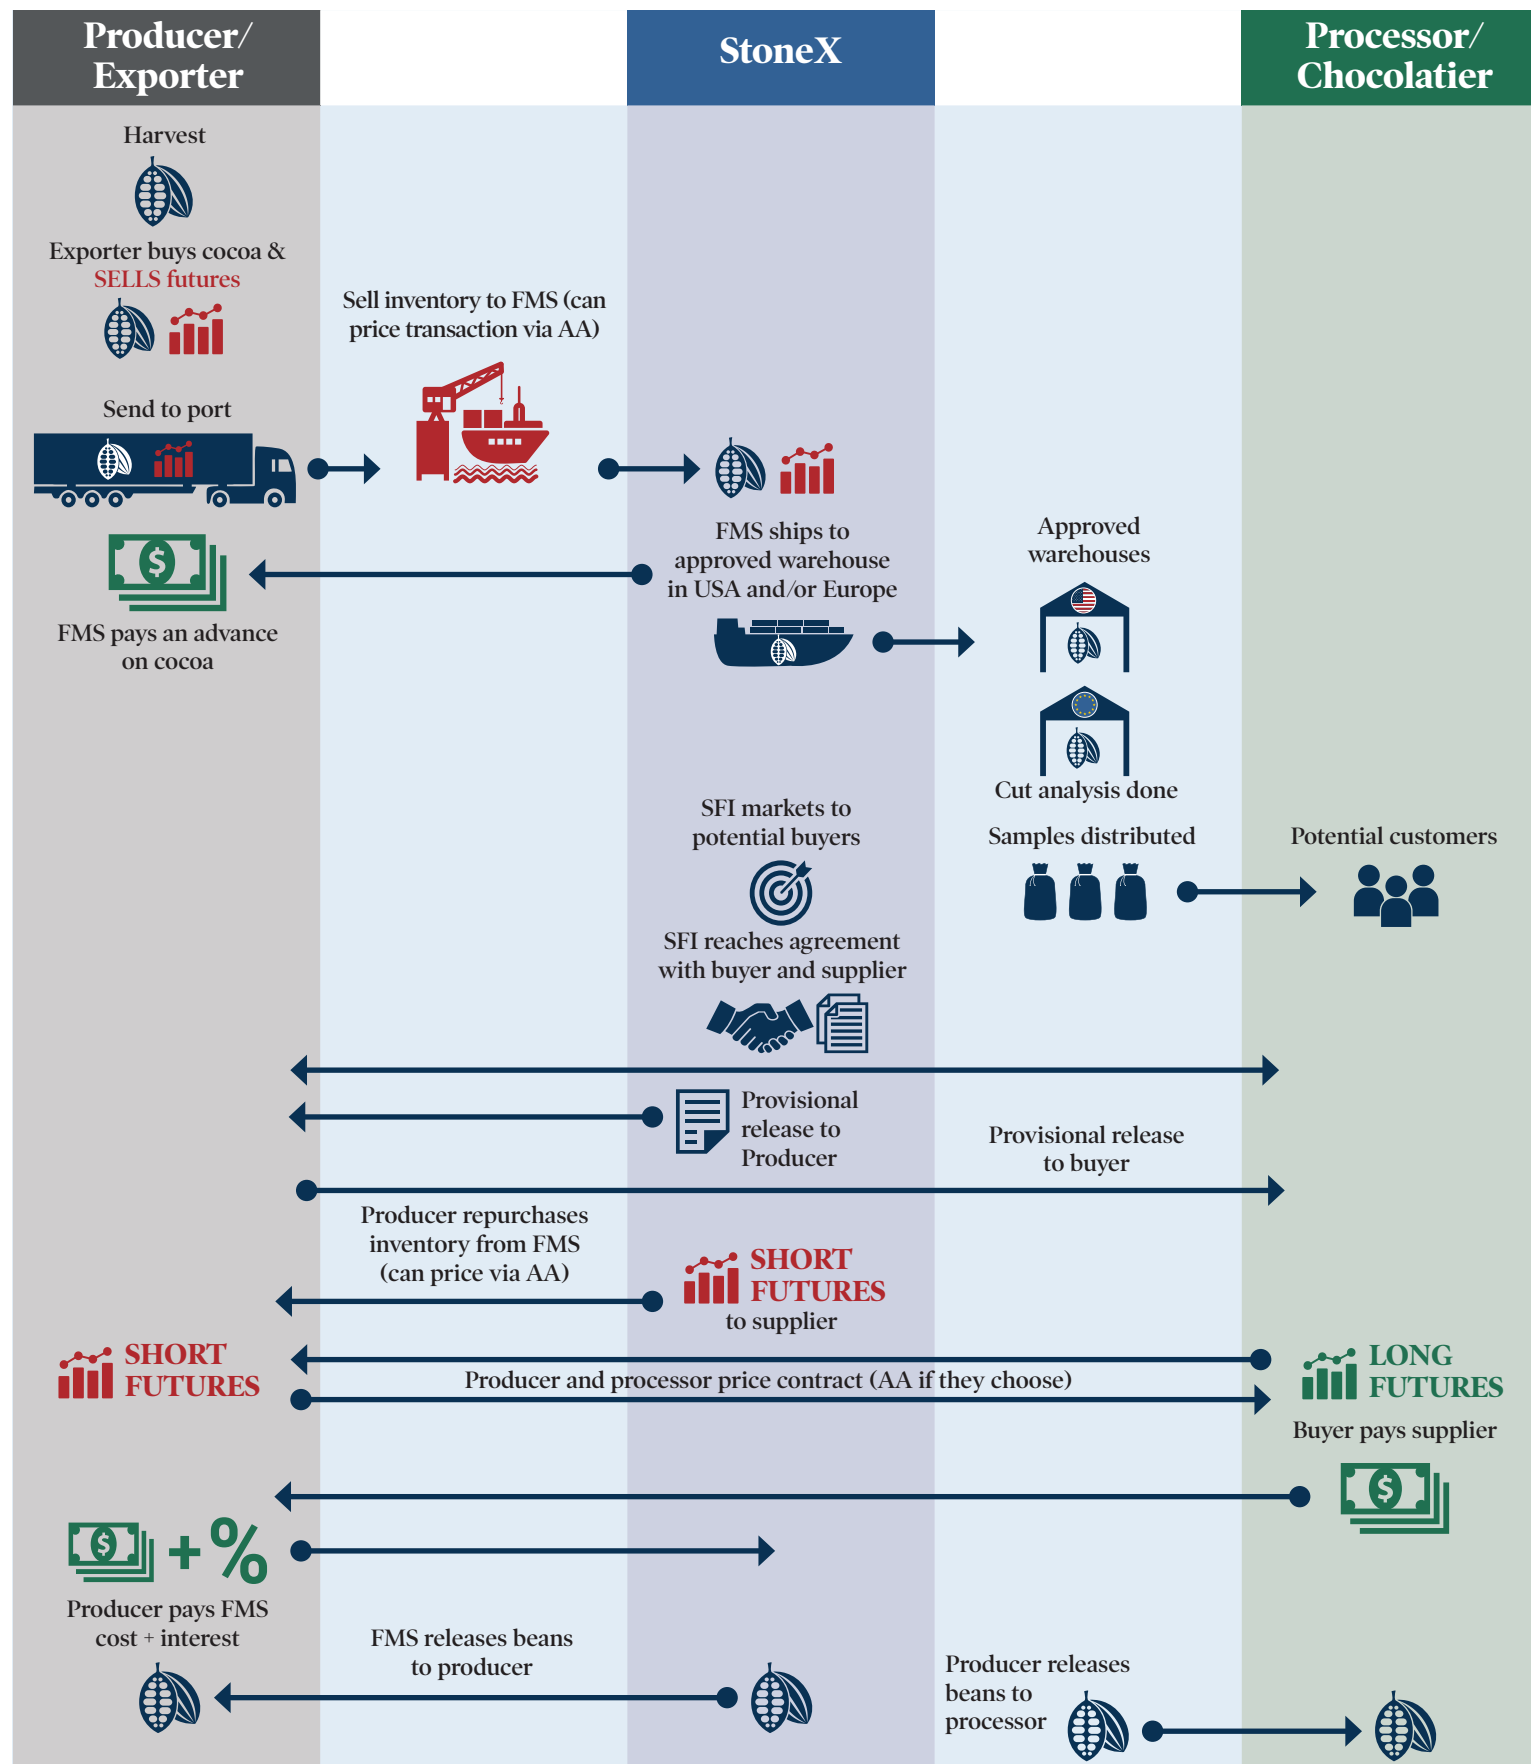 Producer/
Exporter
StoneX
Processor/
Chocolatier
Harvest
Exporter buys cocoa &
SELLS futures
Sell inventory to FMS (can
price transaction via AA)
Send to port
FMS ships to
approved warehouse
in USA and/or Europe
Approved
warehouses
$
FMS pays an advance
on cocoa
Cut analysis done
SFI markets to
potential buyers
Samples distributed
Potential customers
SFI reaches agreement
with buyer and supplier
Provisional
release to
Producer
Provisional release
to buyer
Producer repurchases
inventory from FMS
(can price via AA)
SHORT
FUTURES
to supplier
SHORT
FUTURES
Producer and processor price contract (AA if they choose)
LONG
FUTURES
Buyer pays supplier
$
$ + %
Producer pays FMS
cost + interest
FMS releases beans
to producer
Producer releases
beans to
processor